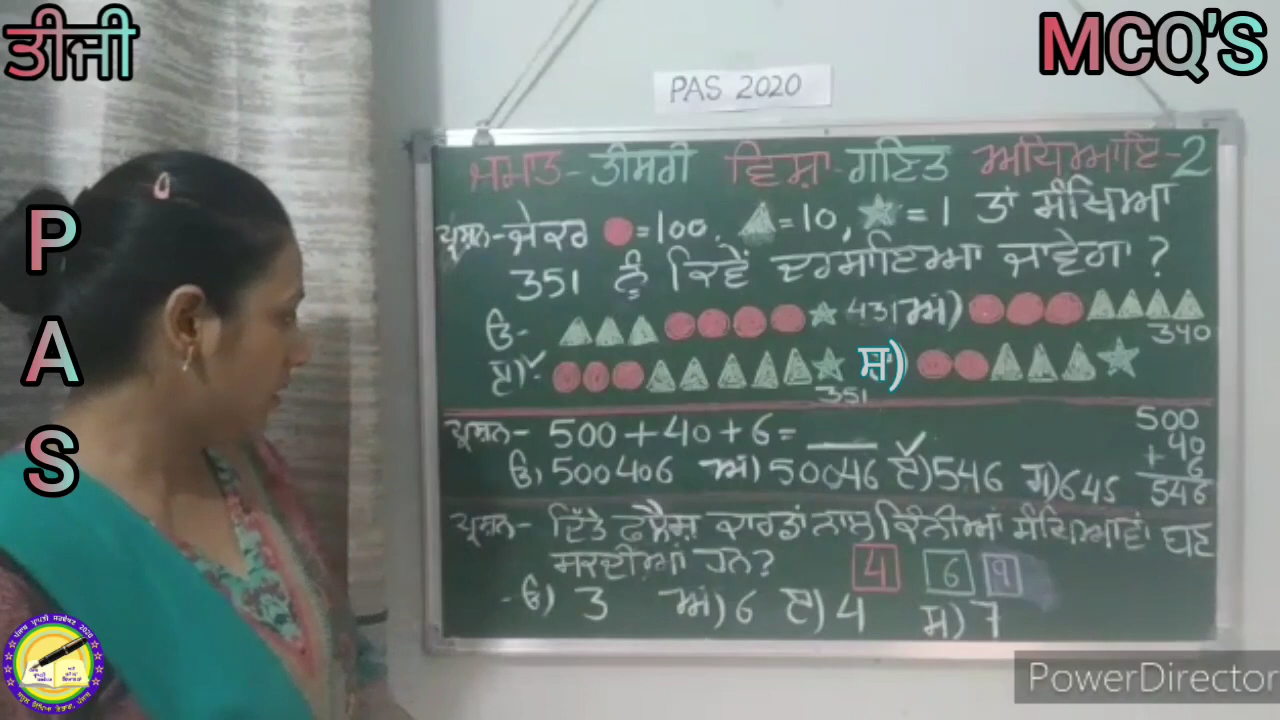 ਤੀਜੀ
MCQ'S
PAS 2020
ਜਮਾਤ-ਤੀਸਰੀ ਵਿਸ਼ਾ-ਗਣਿਤ ਅਧਿਆਇ-2
ਪ੍ਰਸ਼ਨ-ਜੇਕਰ =100, =10, =1 ਤਾਂ ਸੰਖਿਆ
351 ਨੂੰ ਕਿਵੇਂ ਦਰਸਾਇਆ ਜਾਵੇਗਾ?
ੳ- 431 ਅ)
340
ੲ)- ਸ)
351
ਪ੍ਰਸ਼ਨ- 500+40+6= ____
ੳ) 500406 ਅ) 50046 ੲ) 546 ਸ) 645
500
+ 40
6
546
ਪ੍ਰਸ਼ਨ- ਦਿੱਤੇ ਫਲੈਸ਼ ਕਾਰਡਾਂ ਨਾਲ ਕਿੰਨੀਆਂ ਸੰਖਿਆਵਾਂ ਬਣ
ਸਕਦੀਆਂ ਹਨ? 4 6 9
ੳ) 3 ਅ) 6 ੲ) 4 ਸ) 7
P
A
S
PowerDirector